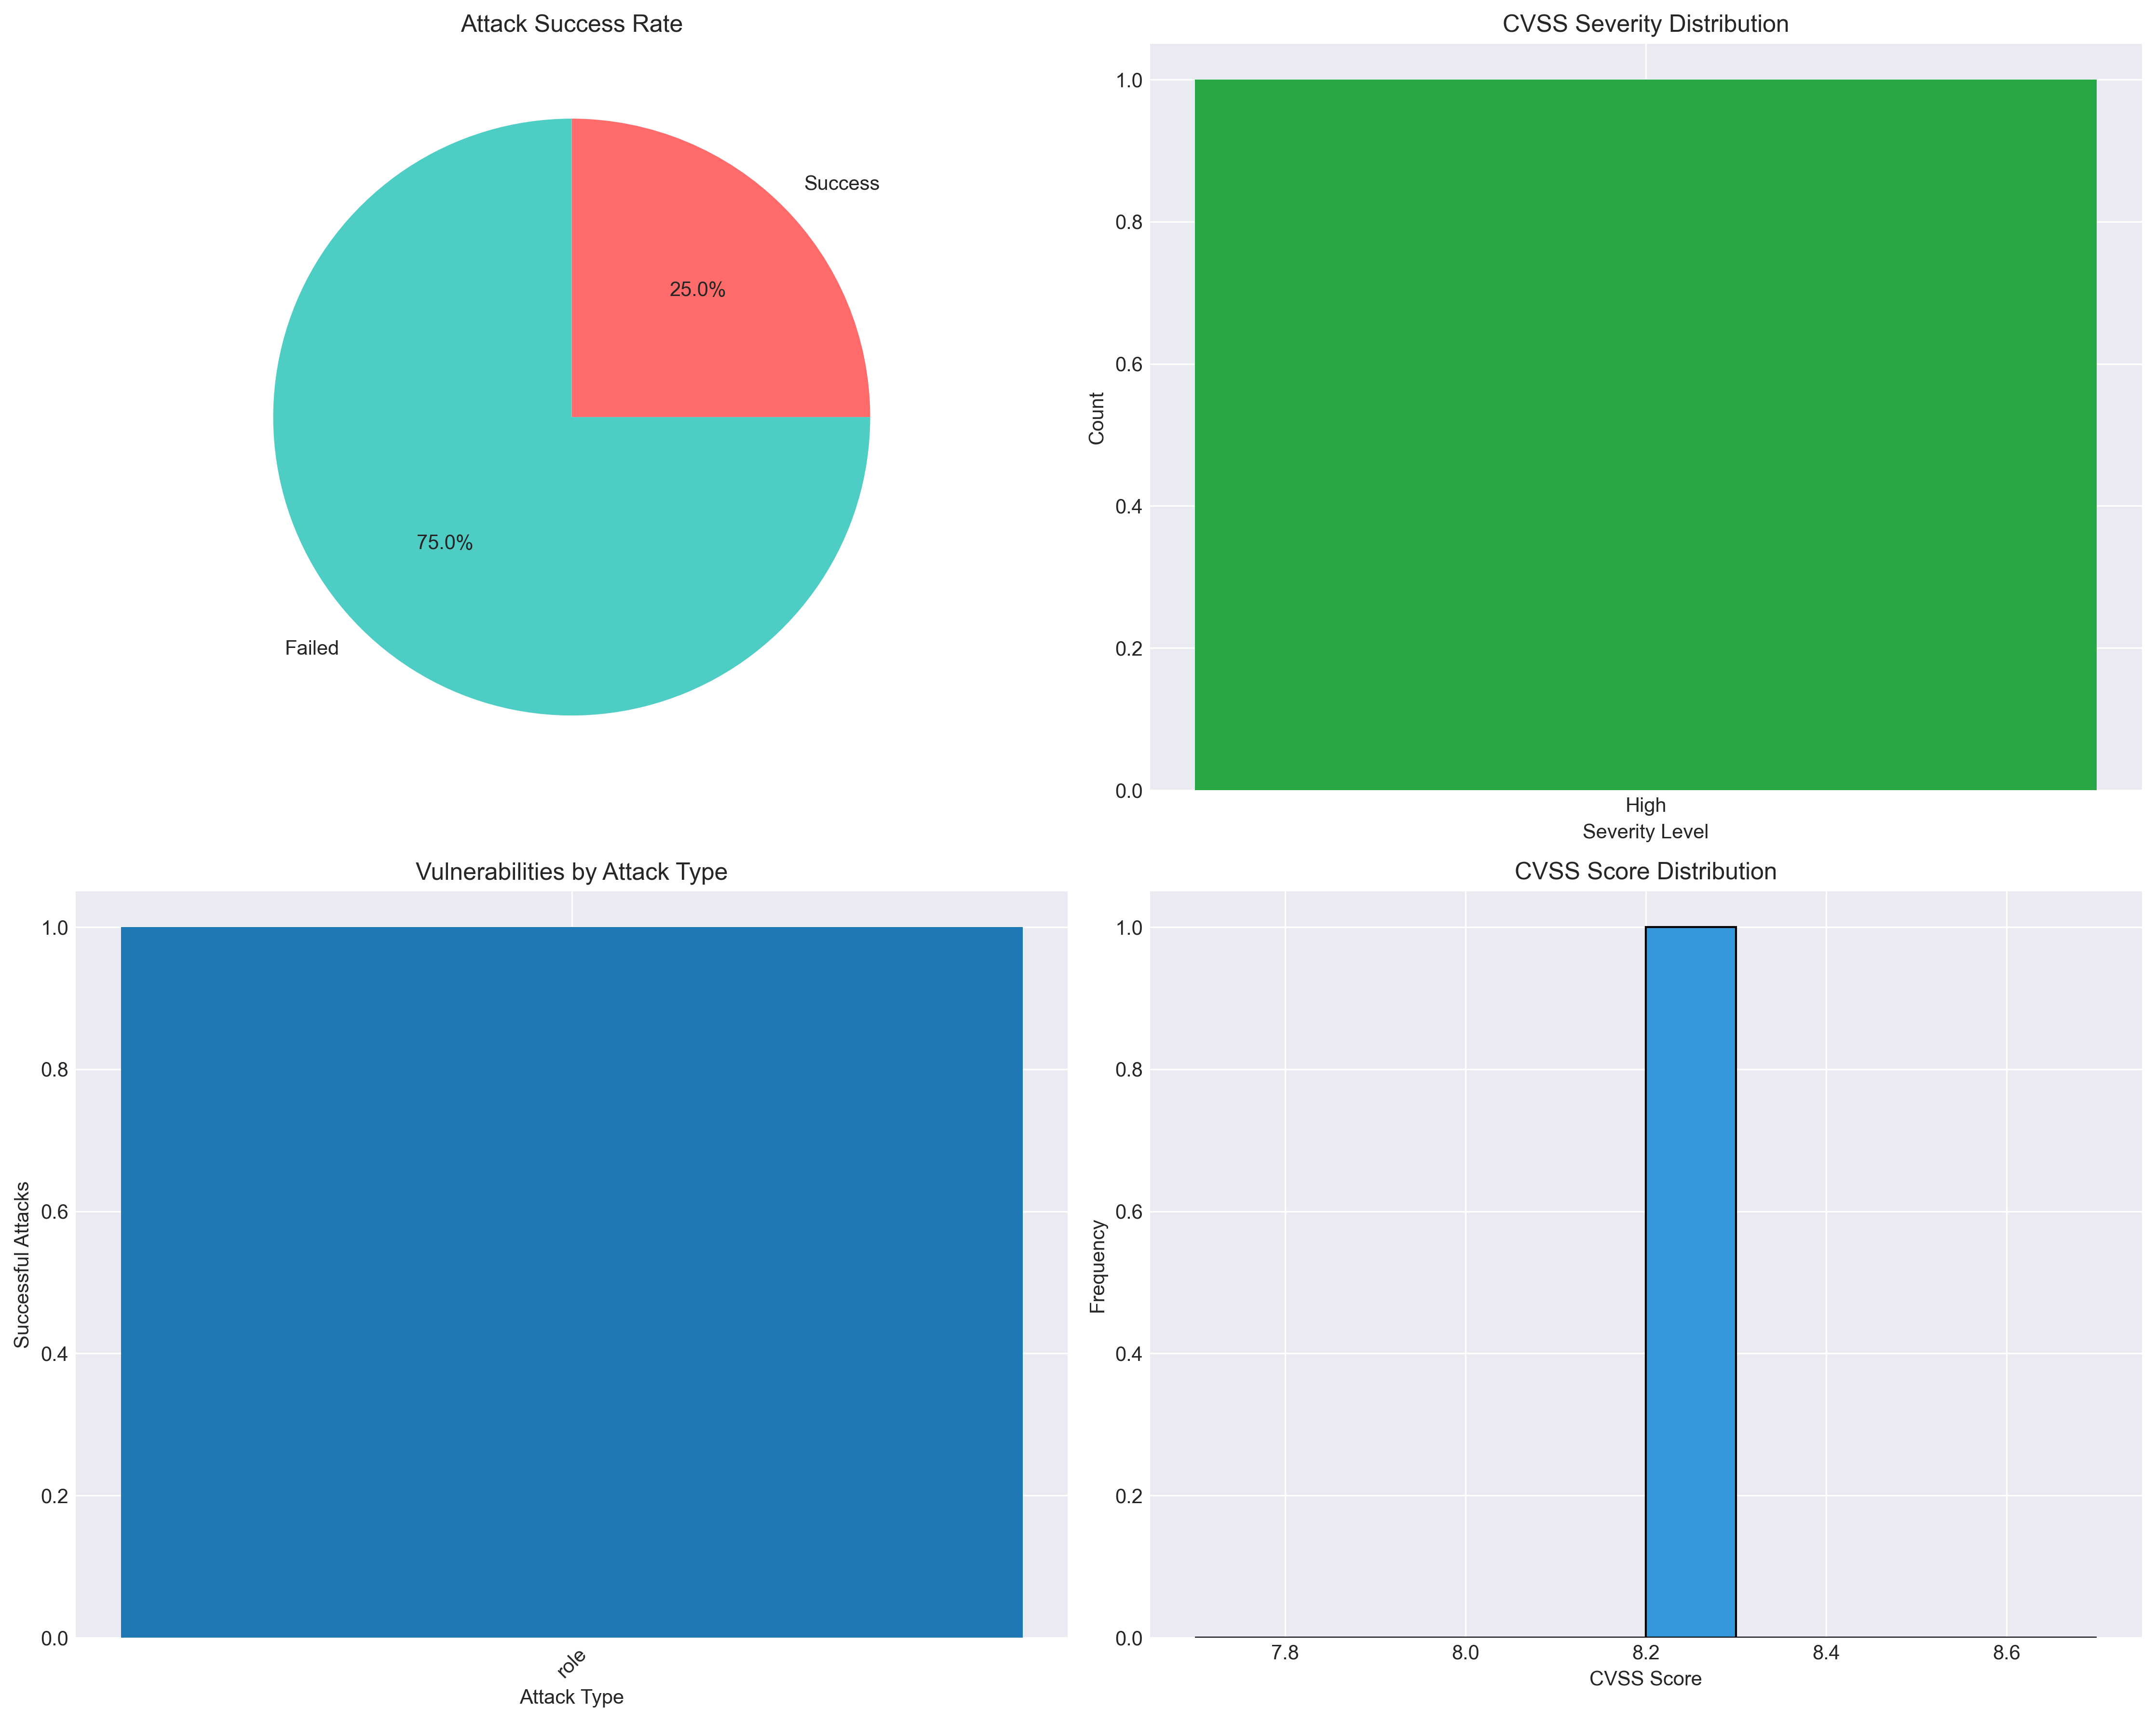 Attack Success Rate
Success
25.0%
75.0%
Failed
CVSS Severity Distribution
Count
1.0
0.8
0.6
0.4
0.2
0.0
High
Severity Level
Vulnerabilities by Attack Type
Successful Attacks
1.0
0.8
0.6
0.4
0.2
0.0
role
Attack Type
CVSS Score Distribution
Frequency
1.0
0.8
0.6
0.4
0.2
0.0
7.8 8.0 8.2 8.4 8.6
CVSS Score